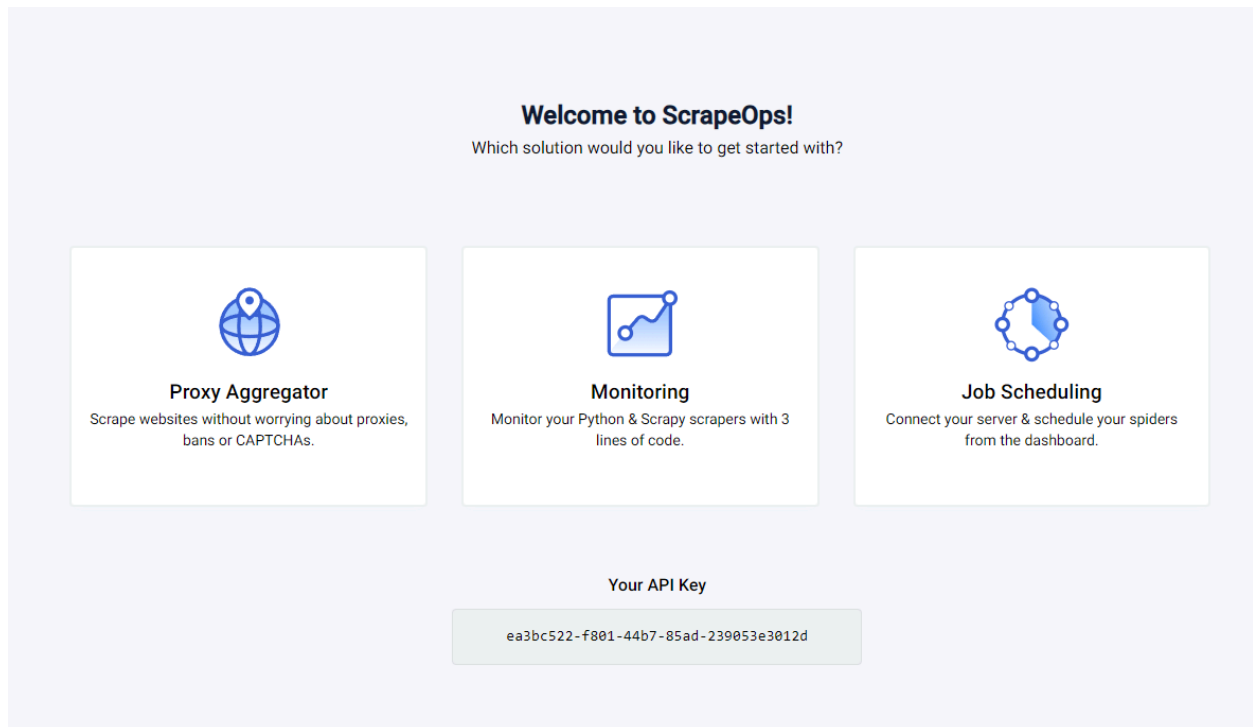 Welcome to ScrapeOps!
Which solution would you like to get started with?
Proxy Aggregator
Scrape websites without worrying about proxies,
bans or CAPTCHAs.
Monitoring
Monitor your Python & Scrapy scrapers with 3
lines of code.
Job Scheduling
Connect your server & schedule your spiders
from the dashboard.
Your API Key
ea3bc522-f801-44b7-85ad-239053e3012d